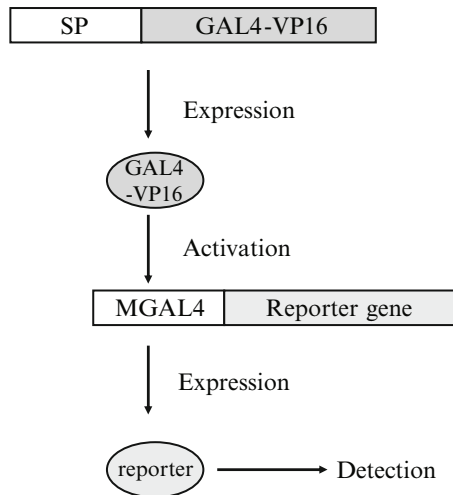 SP GAL4-VP16
Expression
GAL4
-VP16
Activation
MGAL4 Reporter gene
Expression
reporter Detection